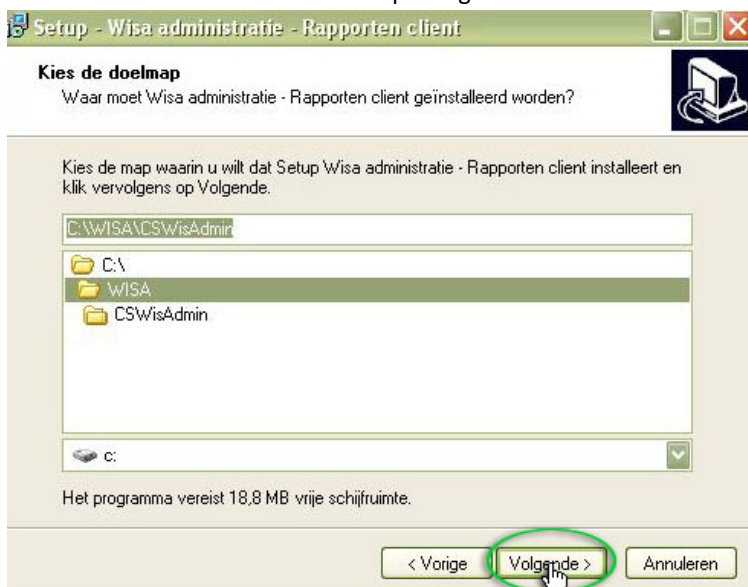 Setup - Wisa administratie - Rapporten client
Kies de doelmap
Waar moet Wisa administratie - Rapporten client geïnstalleerd worden?
Kies de map waarin u wilt dat Setup Wisa administratie - Rapporten client installeert en
klik vervolgens op Volgende.
C:\WISA\CSWisAdmin
C:\
WISA
CSWisAdmin
c:
Het programma vereist 18,8 MB vrije schijfruimte.
< Vorige Volgende > Annuleren